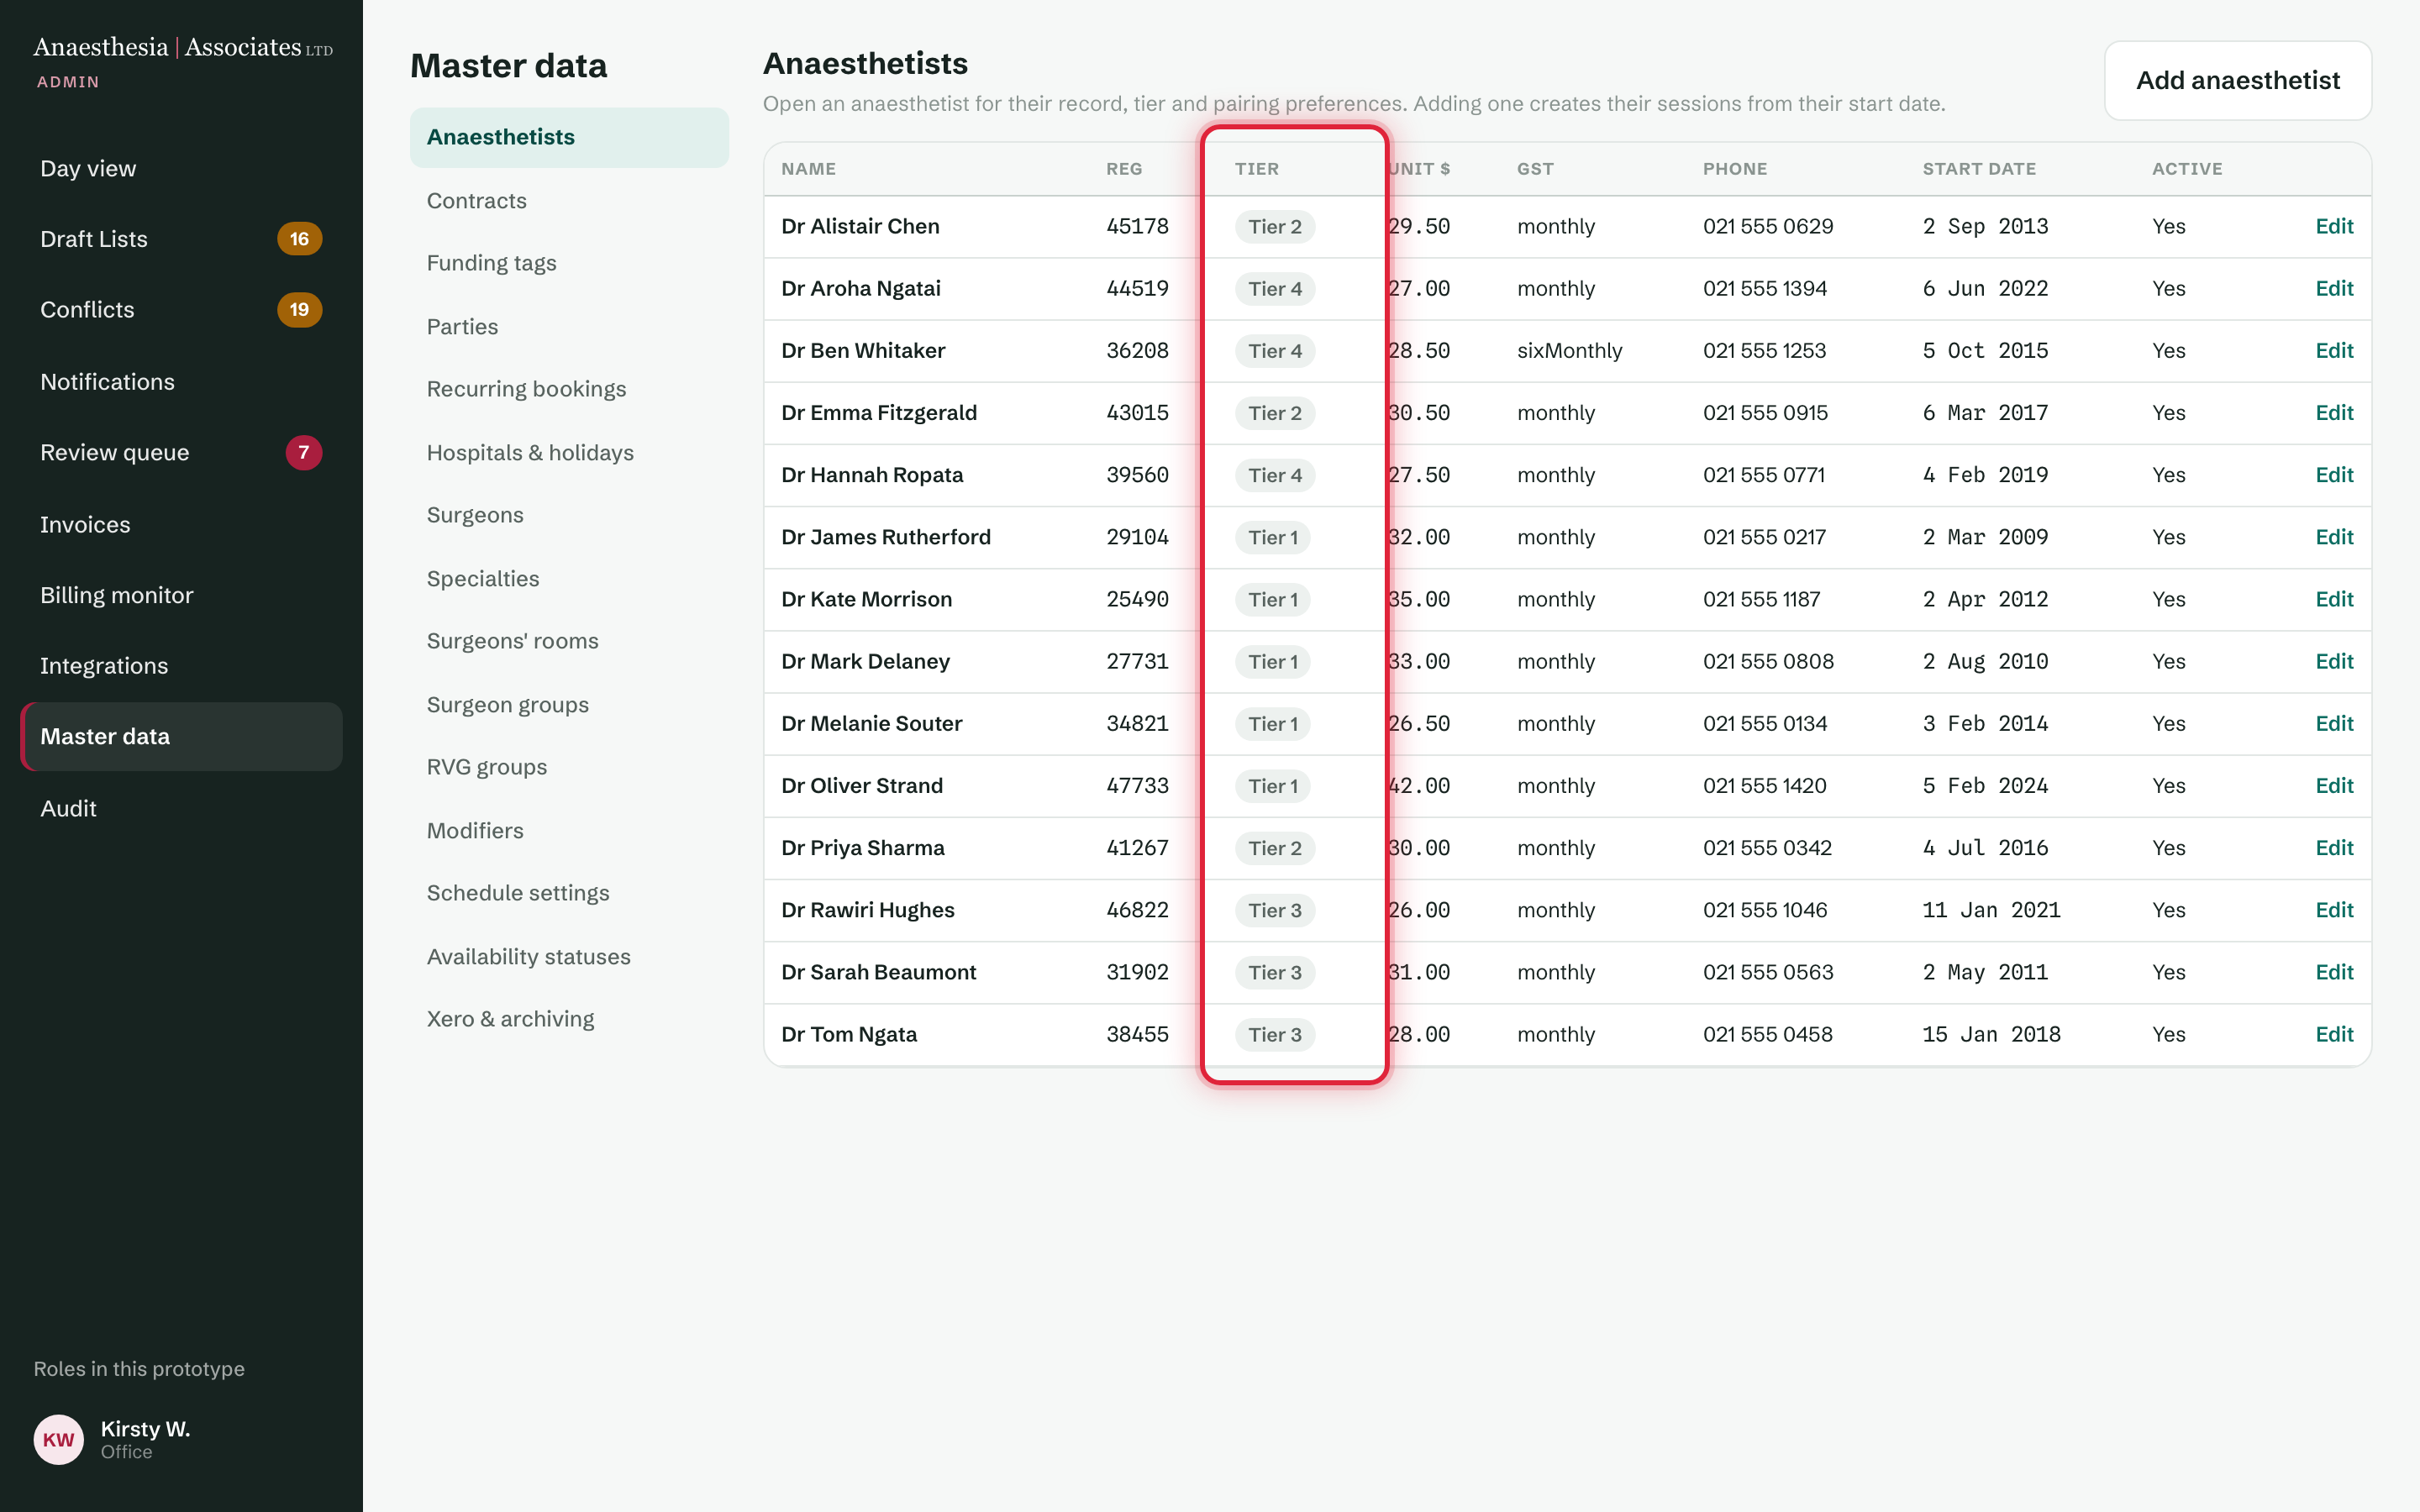 Anaesthesia | Associates LTD
ADMIN
Day view
Draft Lists 16
Conflicts 19
Notifications
Review queue 7
Invoices
Billing monitor
Integrations
Master data
Audit
Roles in this prototype
KW
Kirsty W.
Office
Master data
Anaesthetists
Contracts
Funding tags
Parties
Recurring bookings
Hospitals & holidays
Surgeons
Specialties
Surgeons' rooms
Surgeon groups
RVG groups
Modifiers
Schedule settings
Availability statuses
Xero & archiving
Anaesthetists
Open an anaesthetist for their record, tier and pairing preferences. Adding one creates their sessions from their start date.
Add anaesthetist
NAME REG TIER UNIT $ GST PHONE START DATE ACTIVE
Dr Alistair Chen 45178 Tier 2 29.50 monthly 021 555 0629 2 Sep 2013 Yes Edit
Dr Aroha Ngatai 44519 Tier 4 27.00 monthly 021 555 1394 6 Jun 2022 Yes Edit
Dr Ben Whitaker 36208 Tier 4 28.50 sixMonthly 021 555 1253 5 Oct 2015 Yes Edit
Dr Emma Fitzgerald 43015 Tier 2 30.50 monthly 021 555 0915 6 Mar 2017 Yes Edit
Dr Hannah Ropata 39560 Tier 4 27.50 monthly 021 555 0771 4 Feb 2019 Yes Edit
Dr James Rutherford 29104 Tier 1 32.00 monthly 021 555 0217 2 Mar 2009 Yes Edit
Dr Kate Morrison 25490 Tier 1 35.00 monthly 021 555 1187 2 Apr 2012 Yes Edit
Dr Mark Delaney 27731 Tier 1 33.00 monthly 021 555 0808 2 Aug 2010 Yes Edit
Dr Melanie Souter 34821 Tier 1 26.50 monthly 021 555 0134 3 Feb 2014 Yes Edit
Dr Oliver Strand 47733 Tier 1 42.00 monthly 021 555 1420 5 Feb 2024 Yes Edit
Dr Priya Sharma 41267 Tier 2 30.00 monthly 021 555 0342 4 Jul 2016 Yes Edit
Dr Rawiri Hughes 46822 Tier 3 26.00 monthly 021 555 1046 11 Jan 2021 Yes Edit
Dr Sarah Beaumont 31902 Tier 3 31.00 monthly 021 555 0563 2 May 2011 Yes Edit
Dr Tom Ngata 38455 Tier 3 28.00 monthly 021 555 0458 15 Jan 2018 Yes Edit